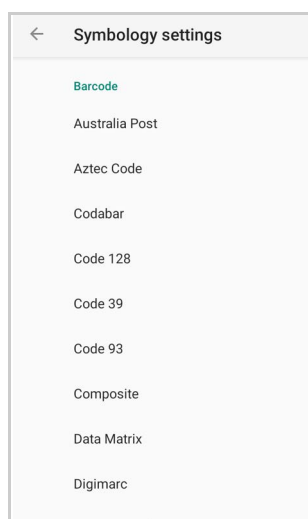 Symbology settings
Barcode
Australia Post
Aztec Code
Codabar
Code 128
Code 39
Code 93
Composite
Data Matrix
Digimarc